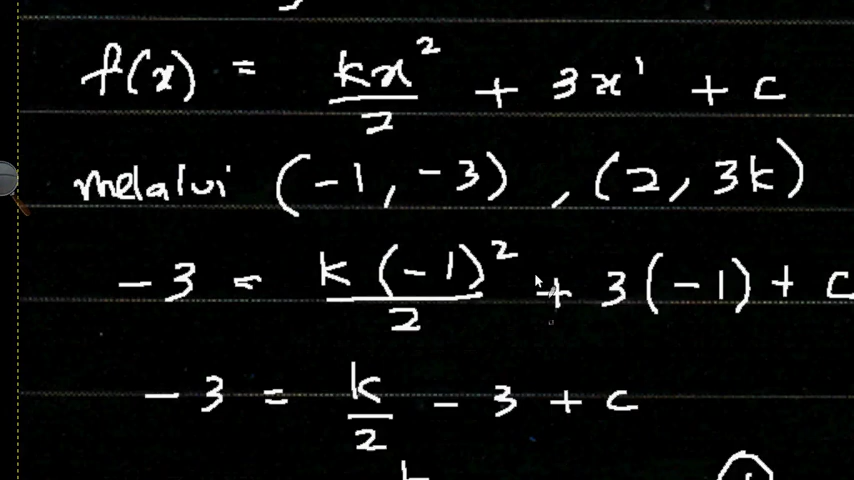 f(x) = kx²/2 + 3x¹ + c
melalui (-1, -3) , (2, 3k)
-3 = k(-1)²/2 + 3(-1) + c
-3 = k/2 - 3 + c